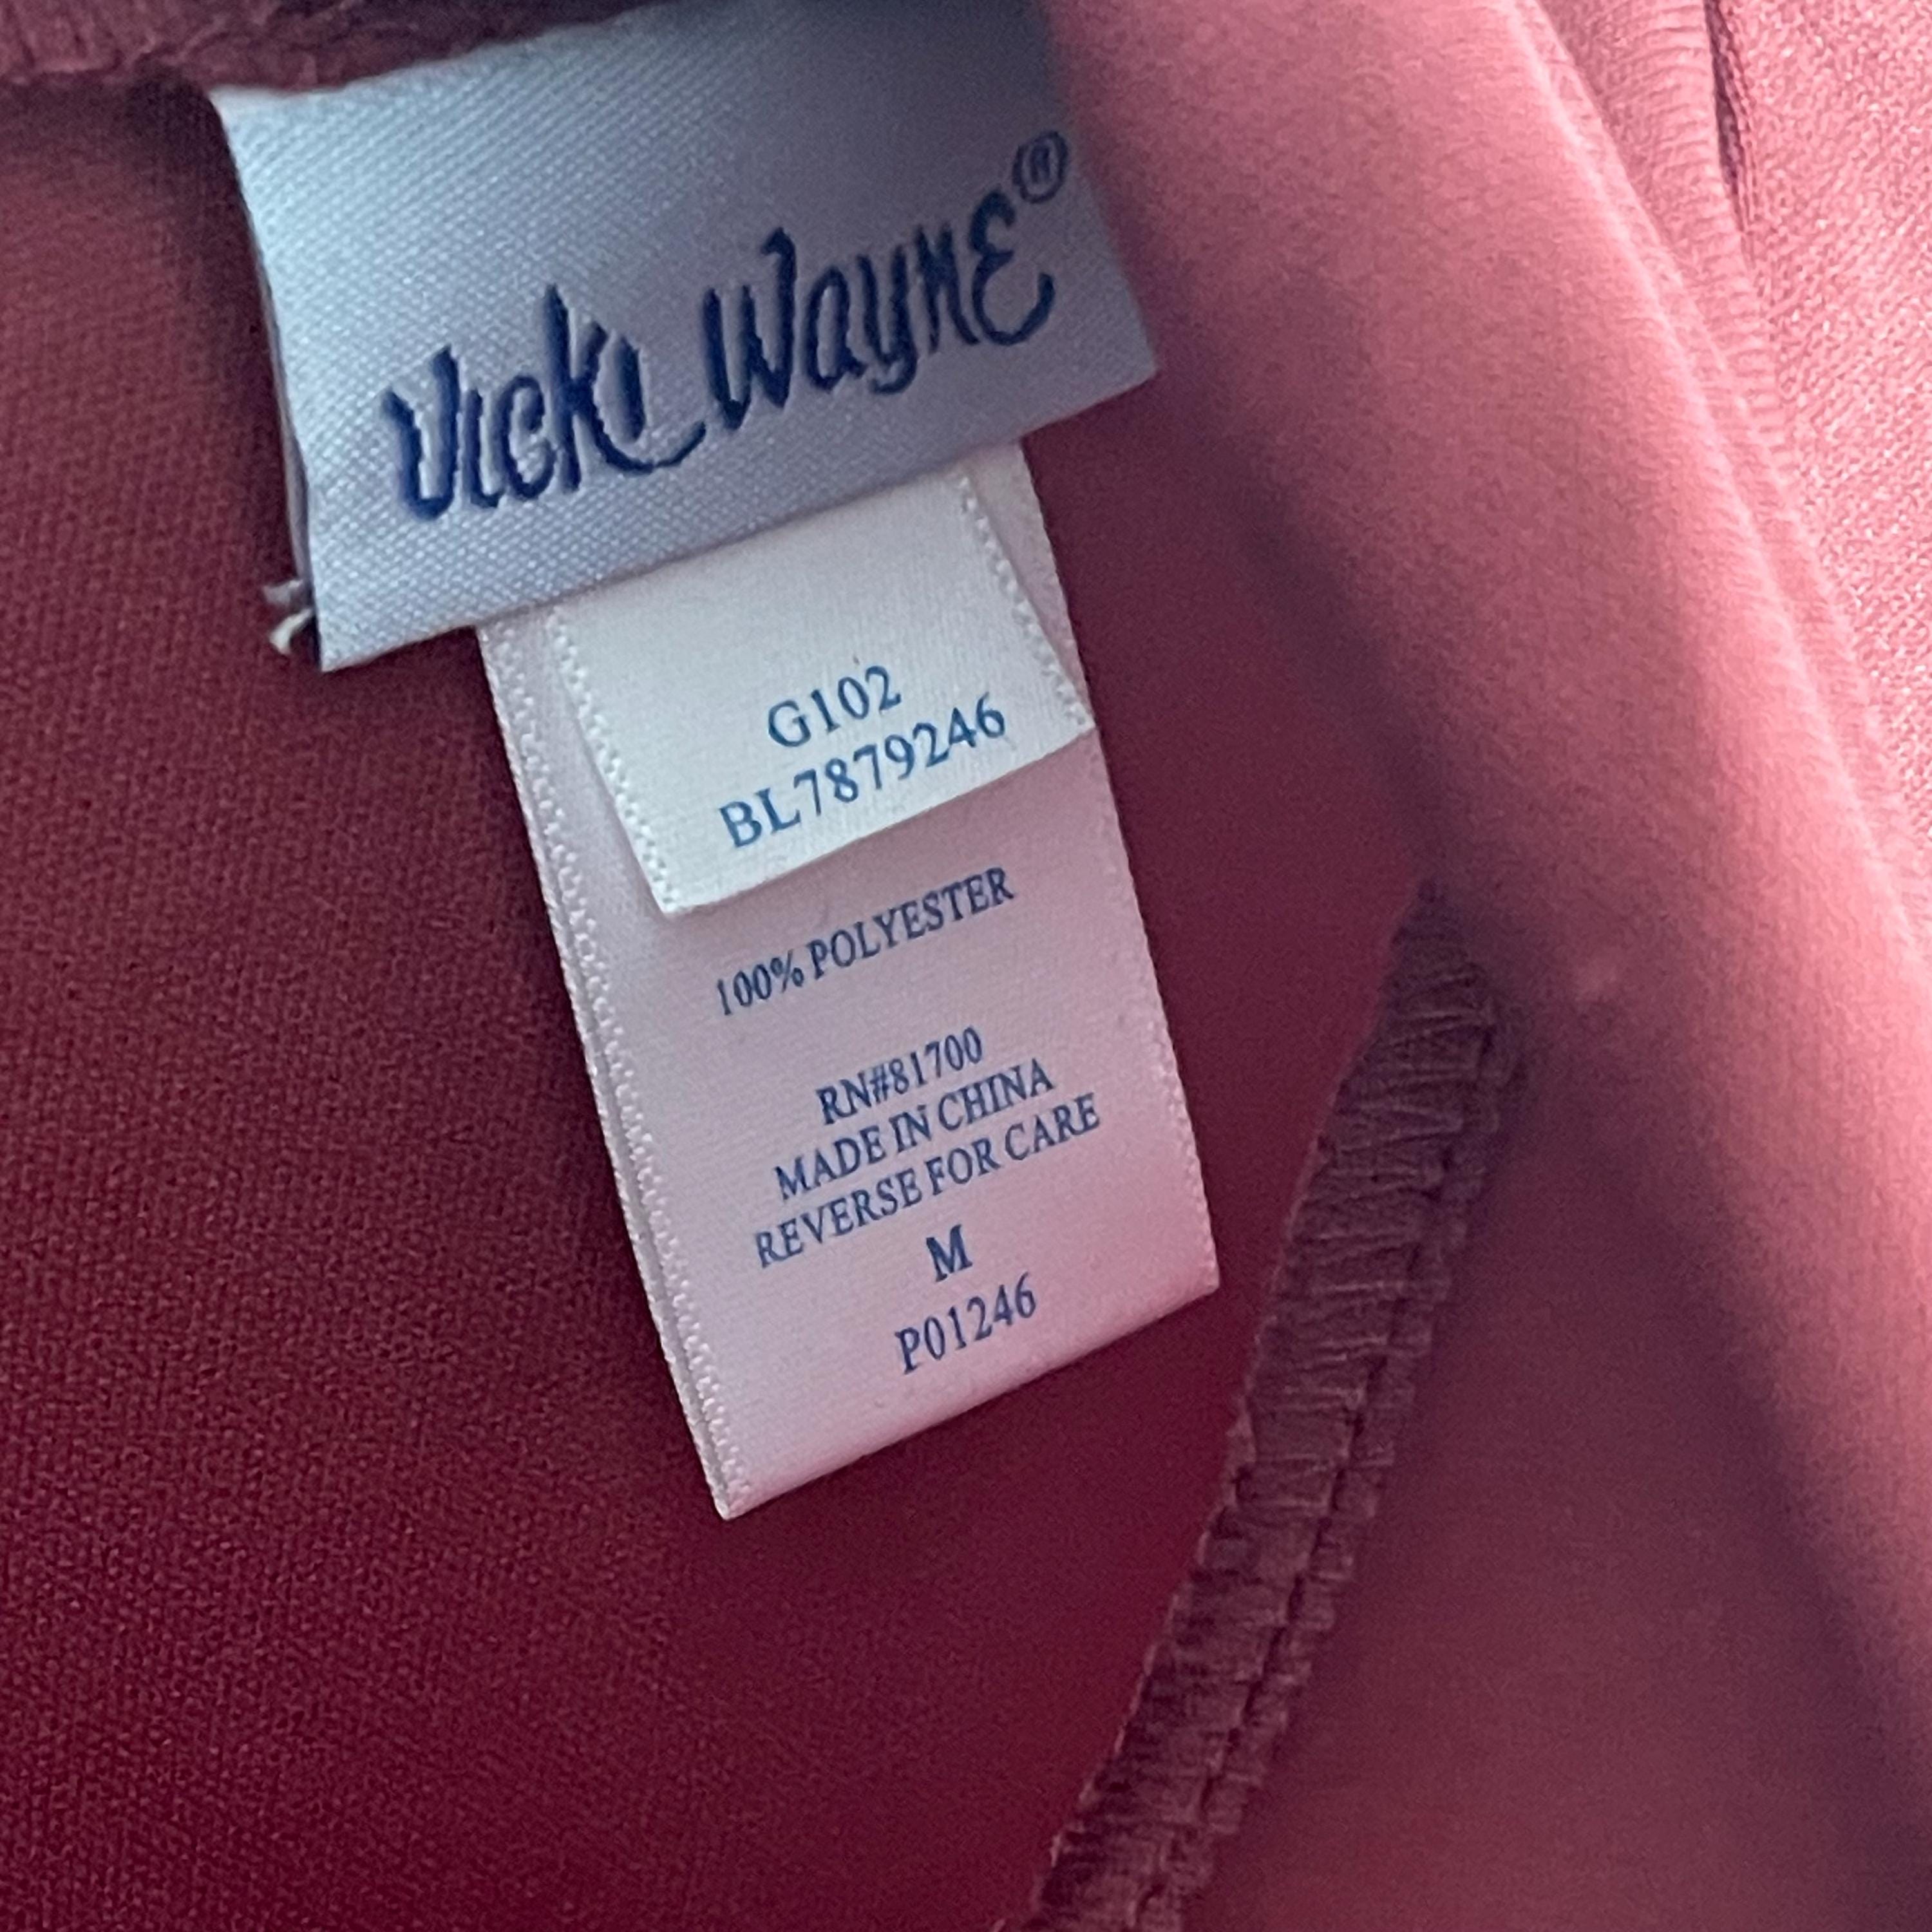 Vicki Wayne®
G102
BL7879246
100% POLYESTER
RN#81700
MADE IN CHINA
REVERSE FOR CARE
M
P01246